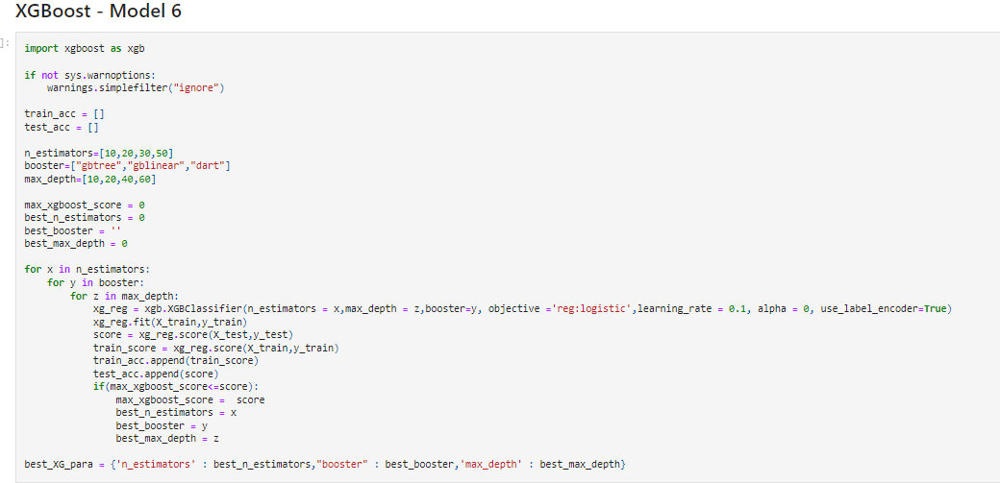 XGBoost - Model 6
]:
import xgboost as xgb
if not sys.warnoptions:
    warnings.simplefilter("ignore")
train_acc = []
test_acc = []
n_estimators=[10,20,30,50]
booster=["gbtree","gblinear","dart"]
max_depth=[10,20,40,60]
max_xgboost_score = 0
best_n_estimators = 0
best_booster = ''
best_max_depth = 0
for x in n_estimators:
    for y in booster:
        for z in max_depth:
            xg_reg = xgb.XGBClassifier(n_estimators = x,max_depth = z,booster=y, objective ='reg:logistic',learning_rate = 0.1, alpha = 0, use_label_encoder=True)
            xg_reg.fit(X_train,y_train)
            score = xg_reg.score(X_test,y_test)
            train_score = xg_reg.score(X_train,y_train)
            train_acc.append(train_score)
            test_acc.append(score)
            if(max_xgboost_score<=score):
                max_xgboost_score =  score
                best_n_estimators = x
                best_booster = y
                best_max_depth = z
best_XG_para = {'n_estimators' : best_n_estimators,"booster" : best_booster,'max_depth' : best_max_depth}